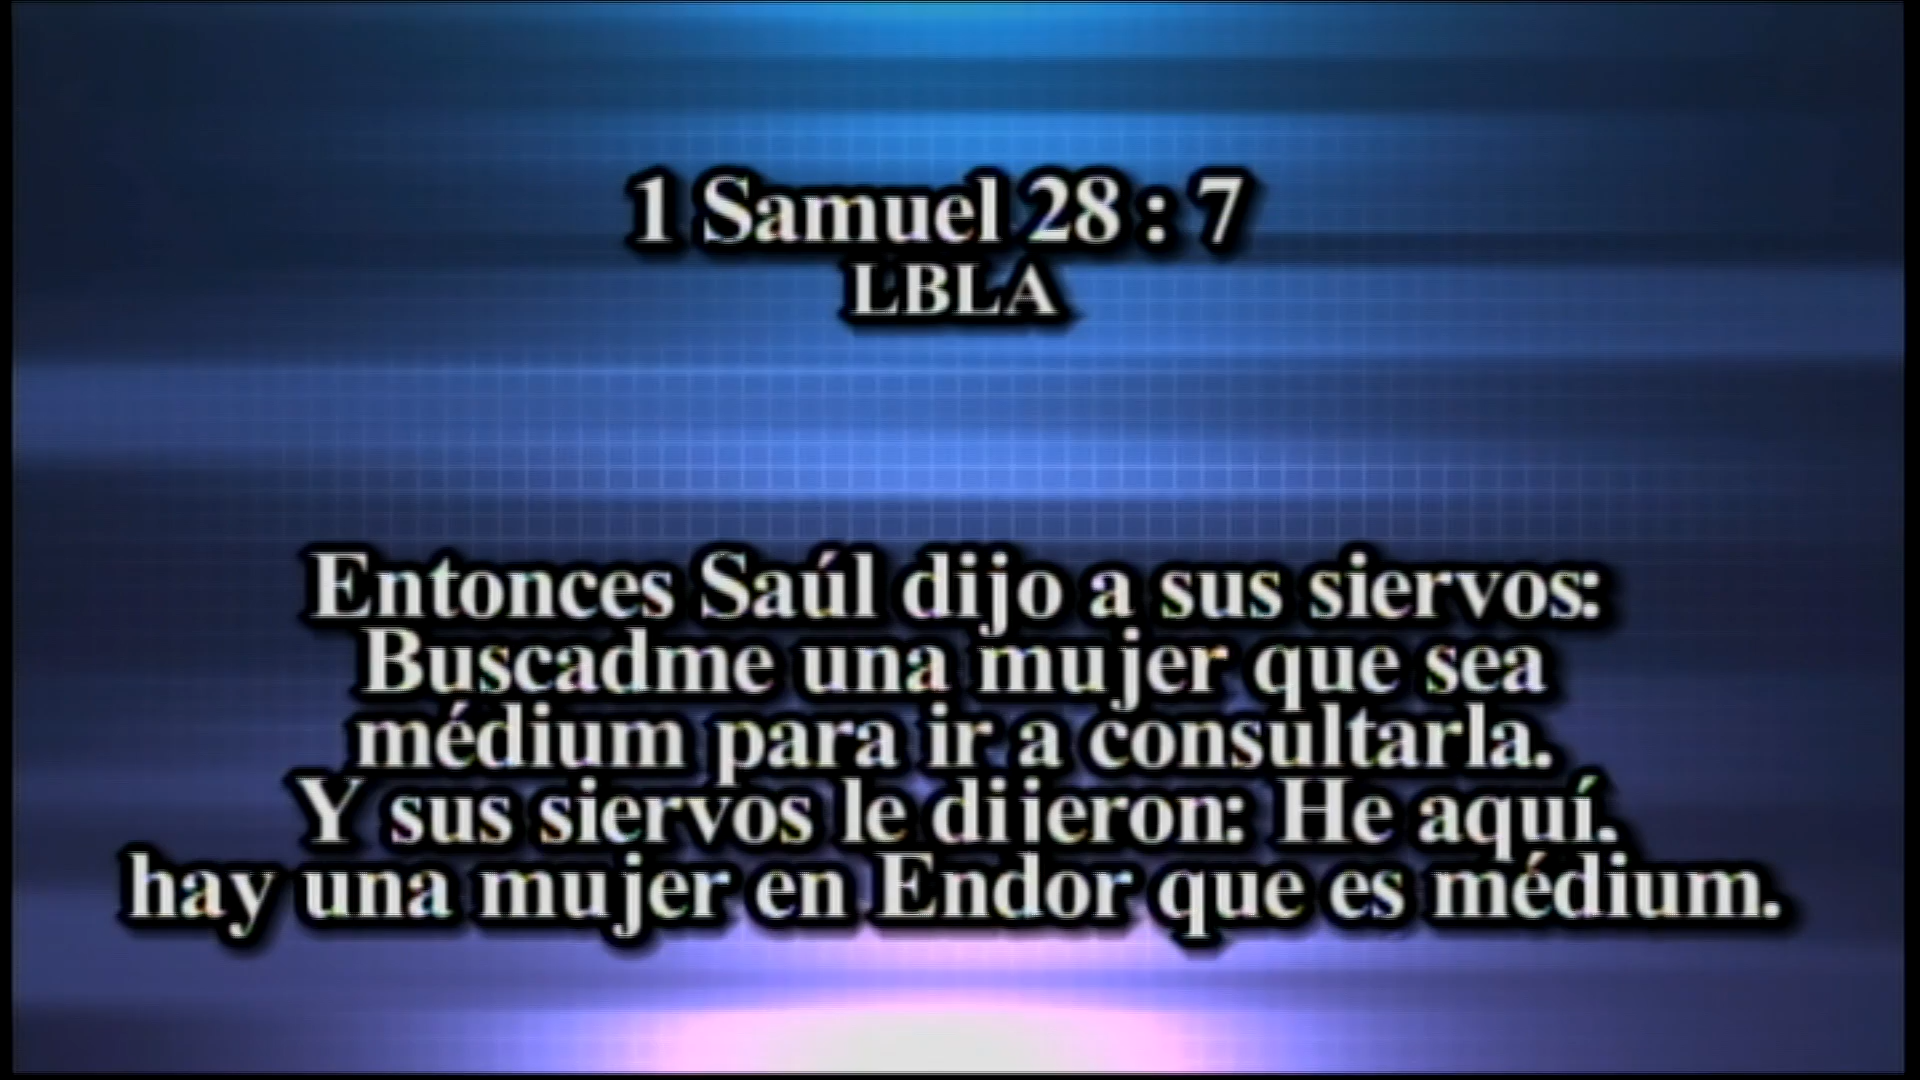 1 Samuel 28 : 7
LBLA
Entonces Saúl dijo a sus siervos:
Buscadme una mujer que sea
médium para ir a consultarla.
Y sus siervos le dijeron: He aquí,
hay una mujer en Endor que es médium.